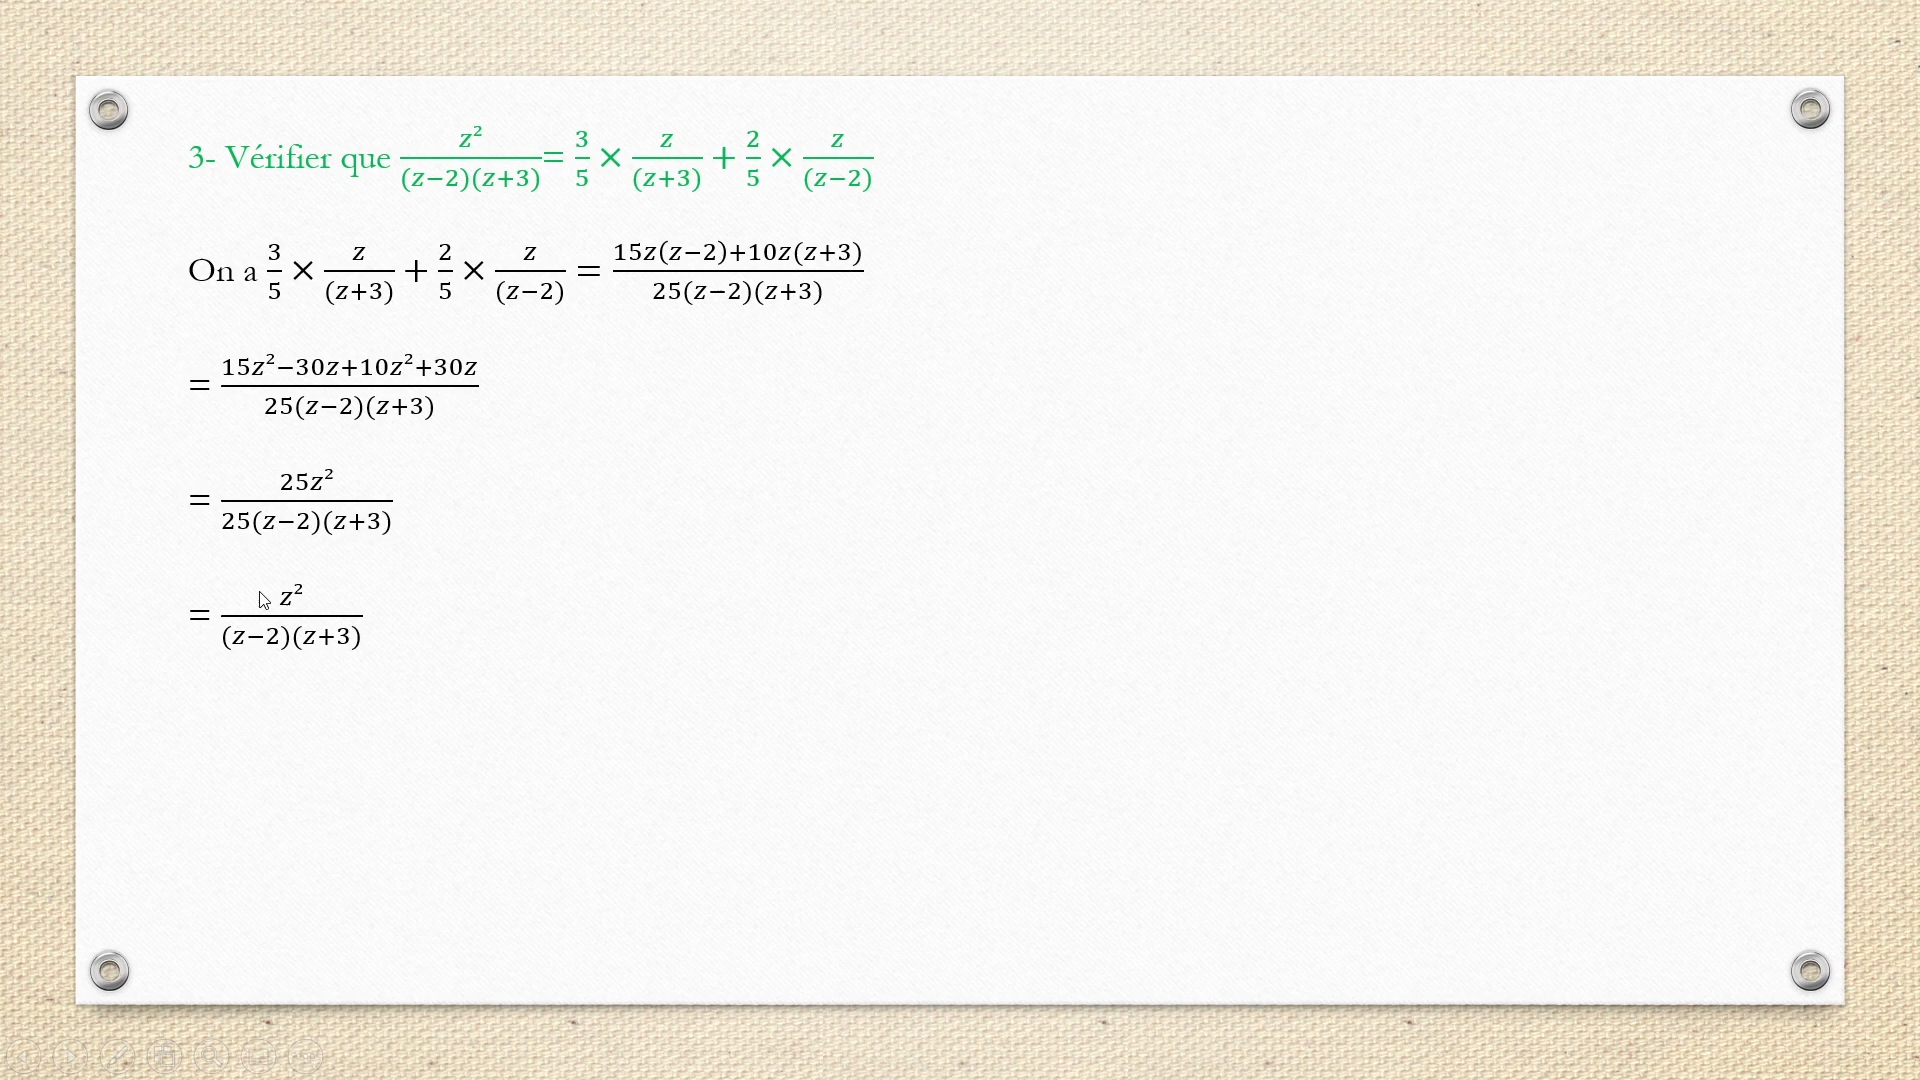 3- Vérifier que z²/((z−2)(z+3)) = 3/5 × z/(z+3) + 2/5 × z/(z−2)
On a 3/5 × z/(z+3) + 2/5 × z/(z−2) = (15z(z−2)+10z(z+3))/(25(z−2)(z+3))
= (15z²−30z+10z²+30z)/(25(z−2)(z+3))
= 25z²/(25(z−2)(z+3))
= z²/((z−2)(z+3))